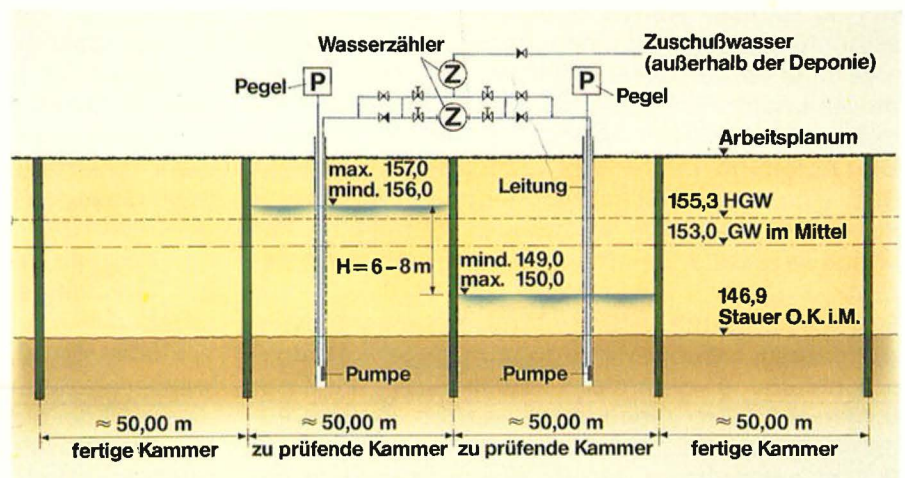 Wasserzähler
Zuschußwasser
(außerhalb der Deponie)
Pegel
P
Z
P
Pegel
Z
Arbeitsplanum
max. 157,0
mind. 156,0
Leitung
155,3 HGW
153,0 GW im Mittel
H=6-8m
mind. 149,0
max. 150,0
146,9
Stauer O.K. i.M.
Pumpe
Pumpe
≈ 50,00 m
≈ 50,00 m
≈ 50,00 m
≈ 50,00 m
fertige Kammer
zu prüfende Kammer
zu prüfende Kammer
fertige Kammer